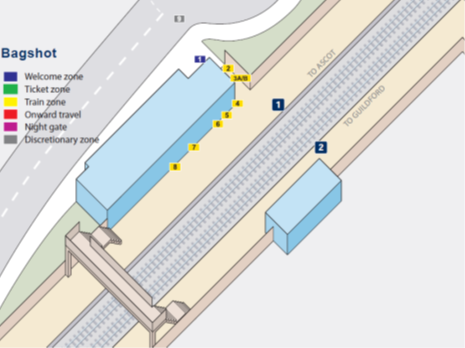 3
Bagshot
1
2
3A/B
Welcome zone
Ticket zone
Train zone
Onward travel
Night gate
Discretionary zone
TO ASCOT
TO GUILDFORD
4
1
5
6
7
2
8